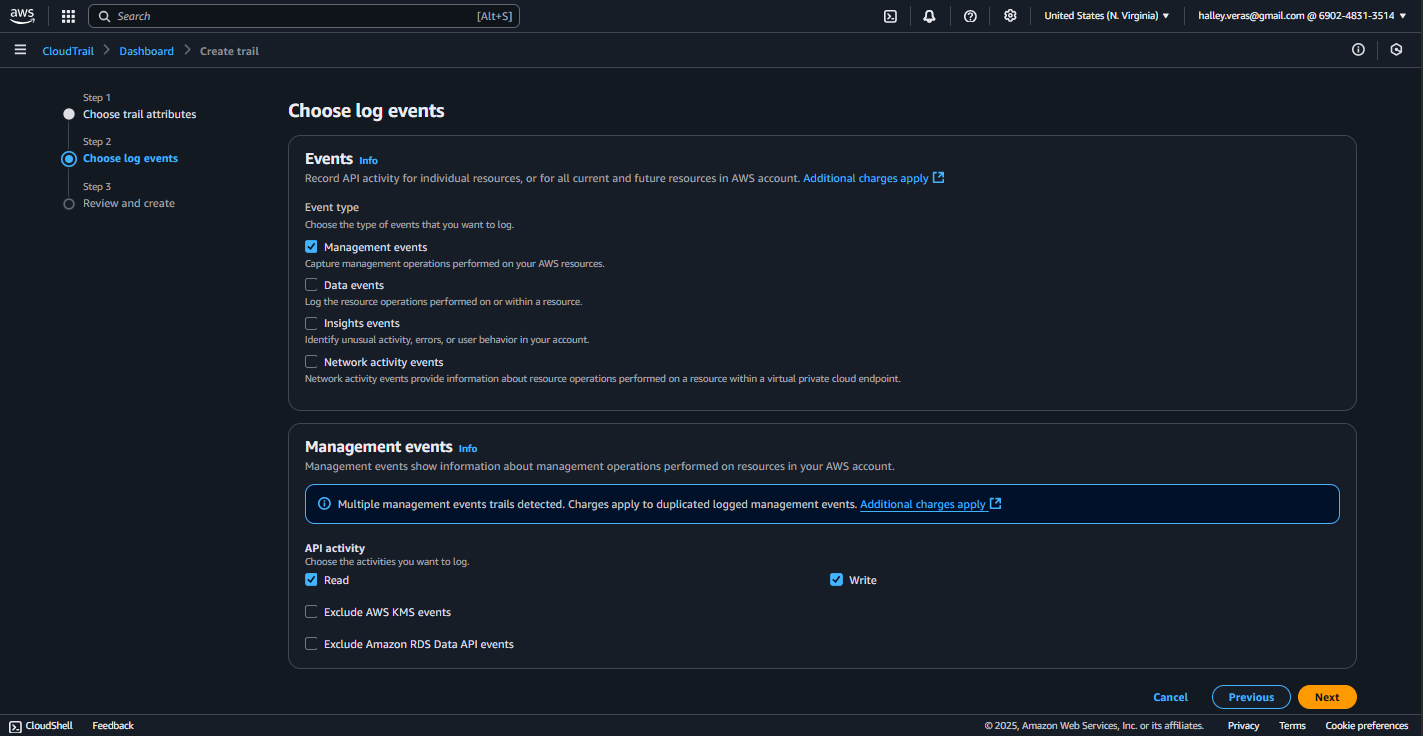 aws
Search [Alt+S]
United States (N. Virginia)
halley.veras@gmail.com @ 6902-4831-3514
CloudTrail > Dashboard > Create trail
Step 1
Choose trail attributes
Step 2
Choose log events
Step 3
Review and create
Choose log events
Events Info
Record API activity for individual resources, or for all current and future resources in AWS account. Additional charges apply
Event type
Choose the type of events that you want to log.
Management events
Capture management operations performed on your AWS resources.
Data events
Log the resource operations performed on or within a resource.
Insights events
Identify unusual activity, errors, or user behavior in your account.
Network activity events
Network activity events provide information about resource operations performed on a resource within a virtual private cloud endpoint.
Management events Info
Management events show information about management operations performed on resources in your AWS account.
Multiple management events trails detected. Charges apply to duplicated logged management events. Additional charges apply
API activity
Choose the activities you want to log.
Read Write
Exclude AWS KMS events
Exclude Amazon RDS Data API events
Cancel Previous Next
CloudShell Feedback © 2025, Amazon Web Services, Inc. or its affiliates. Privacy Terms Cookie preferences